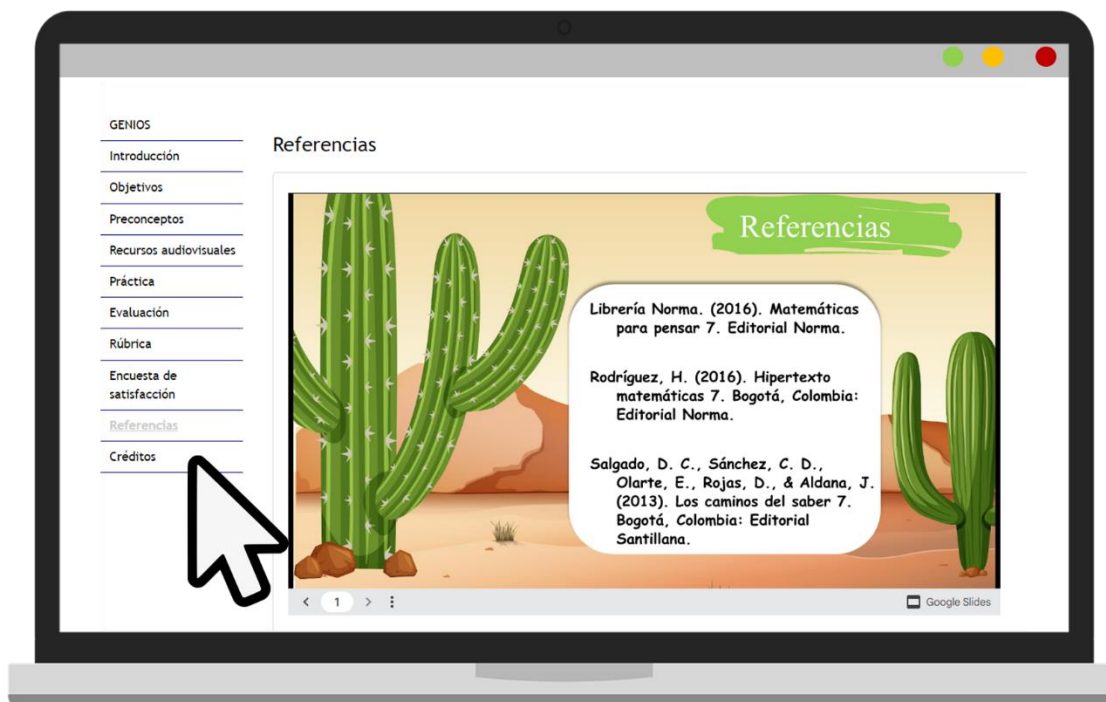 GENIOS
Introducción
Objetivos
Preconceptos
Recursos audiovisuales
Práctica
Evaluación
Rúbrica
Encuesta de
satisfacción
Referencias
Créditos
Referencias
Referencias
Librería Norma. (2016). Matemáticas
para pensar 7. Editorial Norma.
Rodríguez, H. (2016). Hipertexto
matemáticas 7. Bogotá, Colombia:
Editorial Norma.
Salgado, D. C., Sánchez, C. D.,
Olarte, E., Rojas, D., & Aldana, J.
(2013). Los caminos del saber 7.
Bogotá, Colombia: Editorial
Santillana.
1
Google Slides